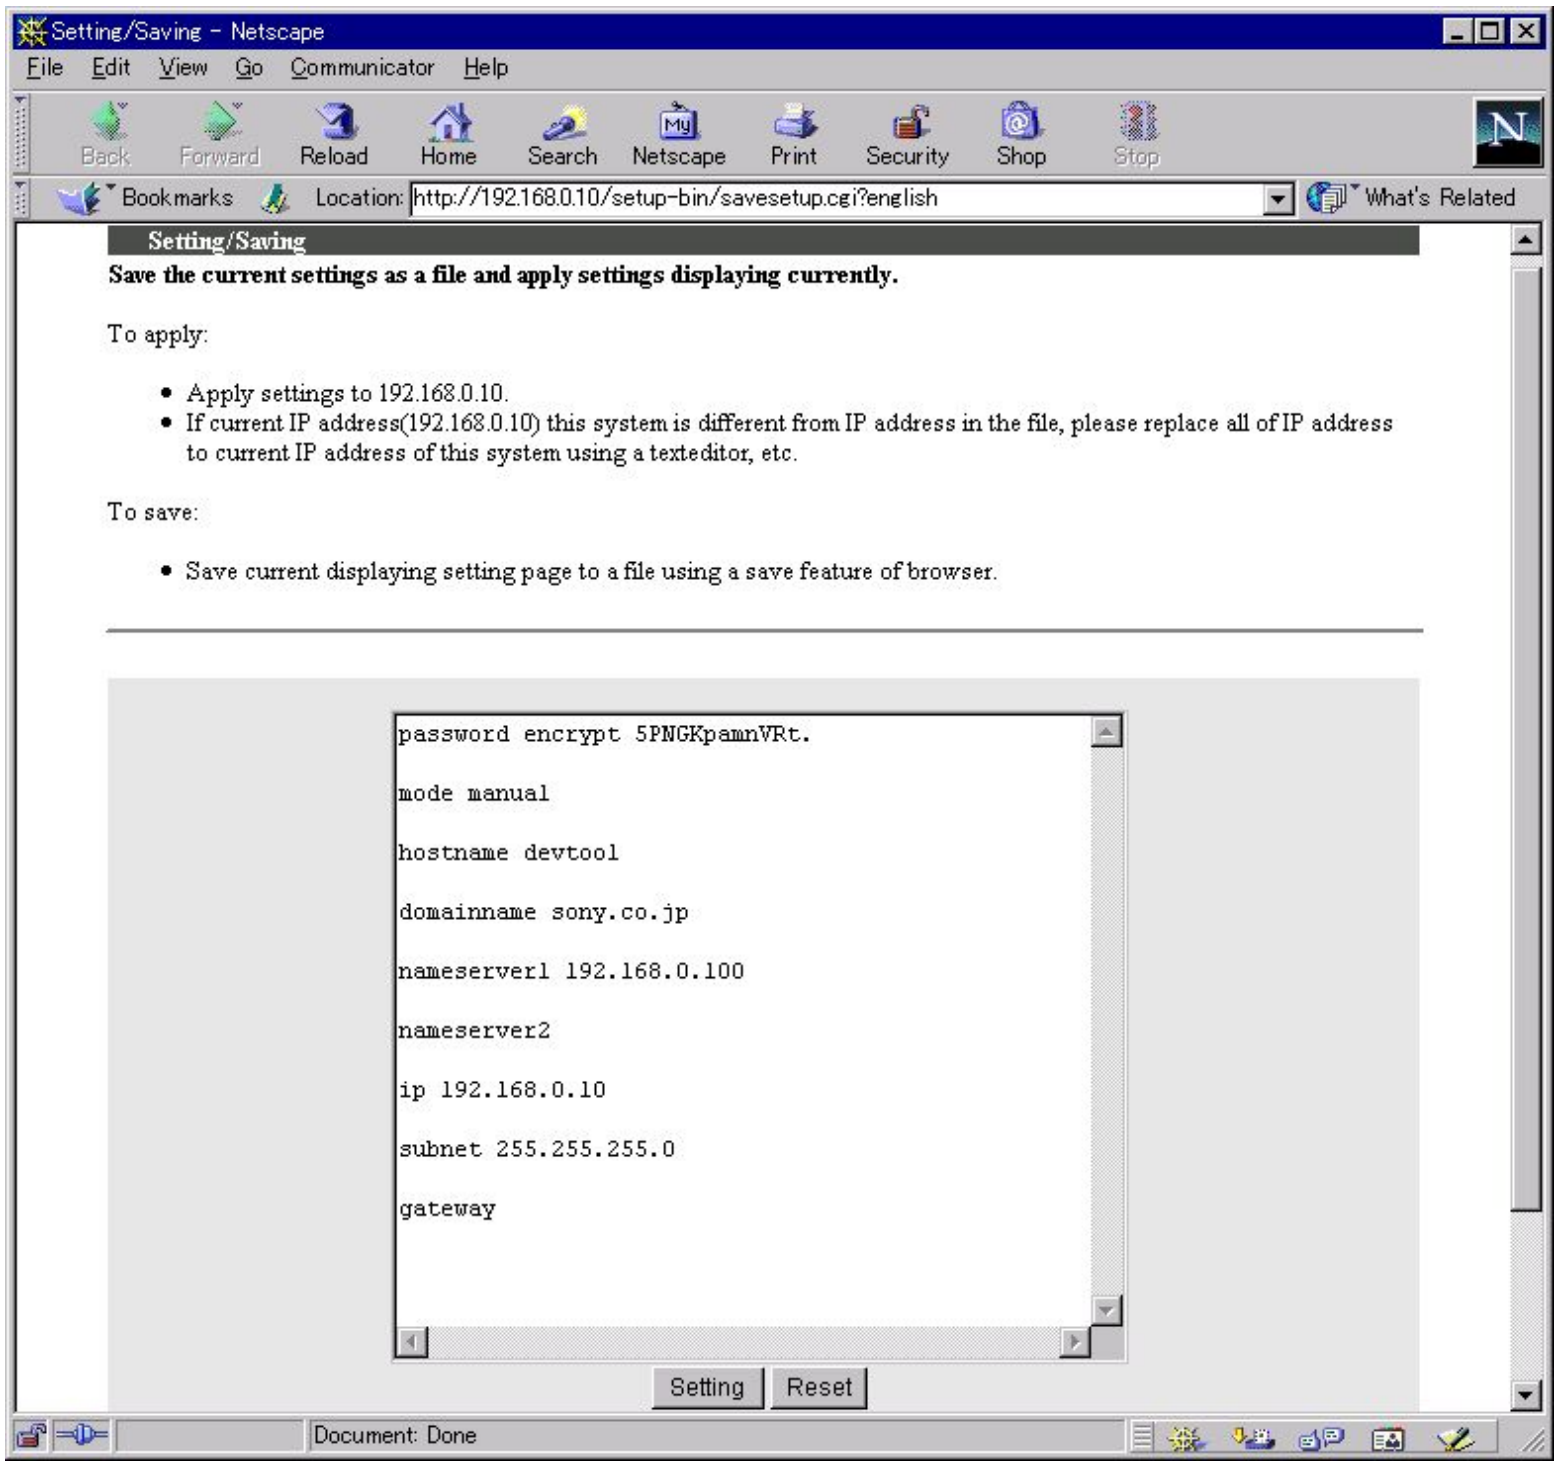 Setting/Saving - Netscape
File Edit View Go Communicator Help
Back Forward Reload Home Search Netscape Print Security Shop Stop
My
N
Bookmarks Location: http://192.168.0.10/setup-bin/savesetup.cgi?english What's Related
Setting/Saving
Save the current settings as a file and apply settings displaying currently.
To apply:
• Apply settings to 192.168.0.10.
• If current IP address(192.168.0.10) this system is different from IP address in the file, please replace all of IP address
to current IP address of this system using a texteditor, etc.
To save:
• Save current displaying setting page to a file using a save feature of browser.
password encrypt 5PNGKpamnVRt.
mode manual
hostname devtool
domainname sony.co.jp
nameserver1 192.168.0.100
nameserver2
ip 192.168.0.10
subnet 255.255.255.0
gateway
Setting Reset
Document: Done